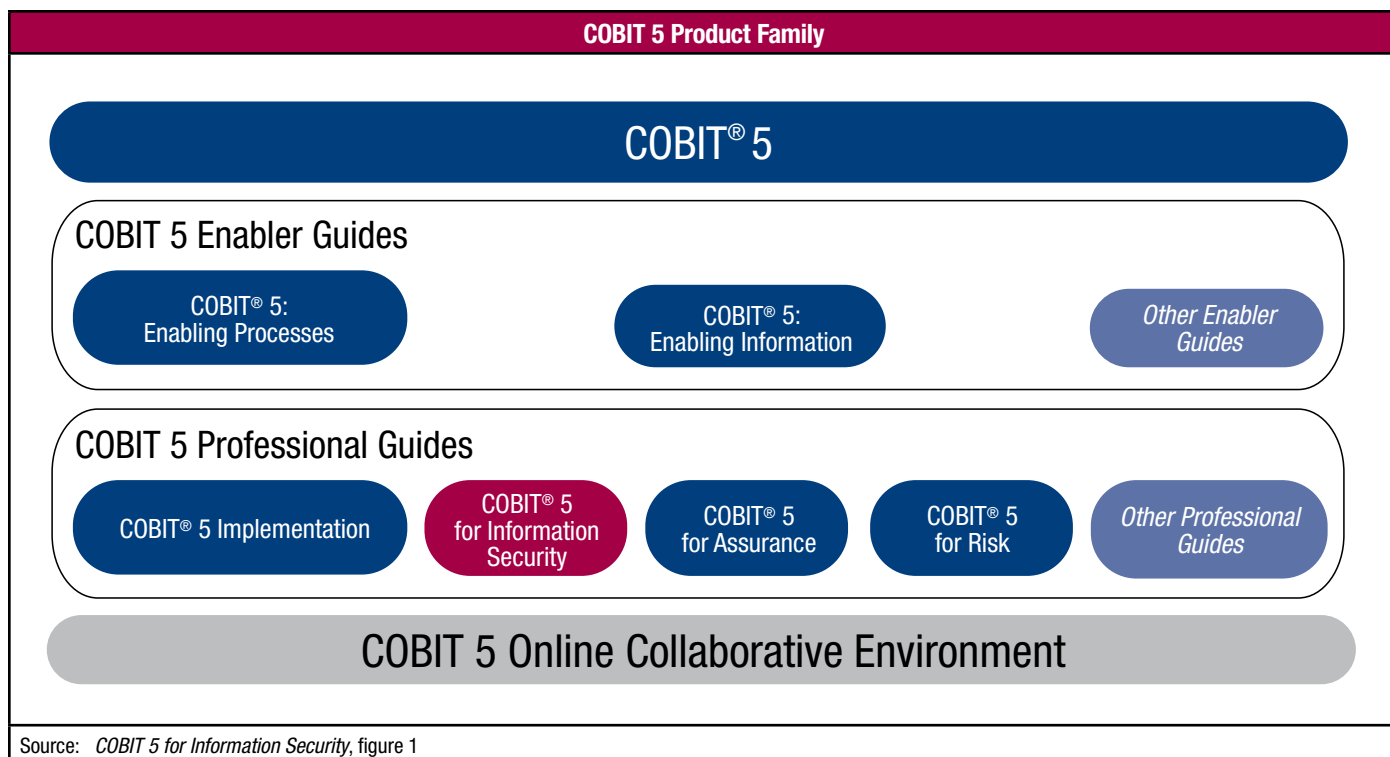 COBIT 5 Product Family
COBIT® 5
COBIT 5 Enabler Guides
COBIT® 5:
Enabling Processes
COBIT® 5:
Enabling Information
Other Enabler
Guides
COBIT 5 Professional Guides
COBIT® 5 Implementation
COBIT® 5
for Information
Security
COBIT® 5
for Assurance
COBIT® 5
for Risk
Other Professional
Guides
COBIT 5 Online Collaborative Environment
Source: COBIT 5 for Information Security, figure 1